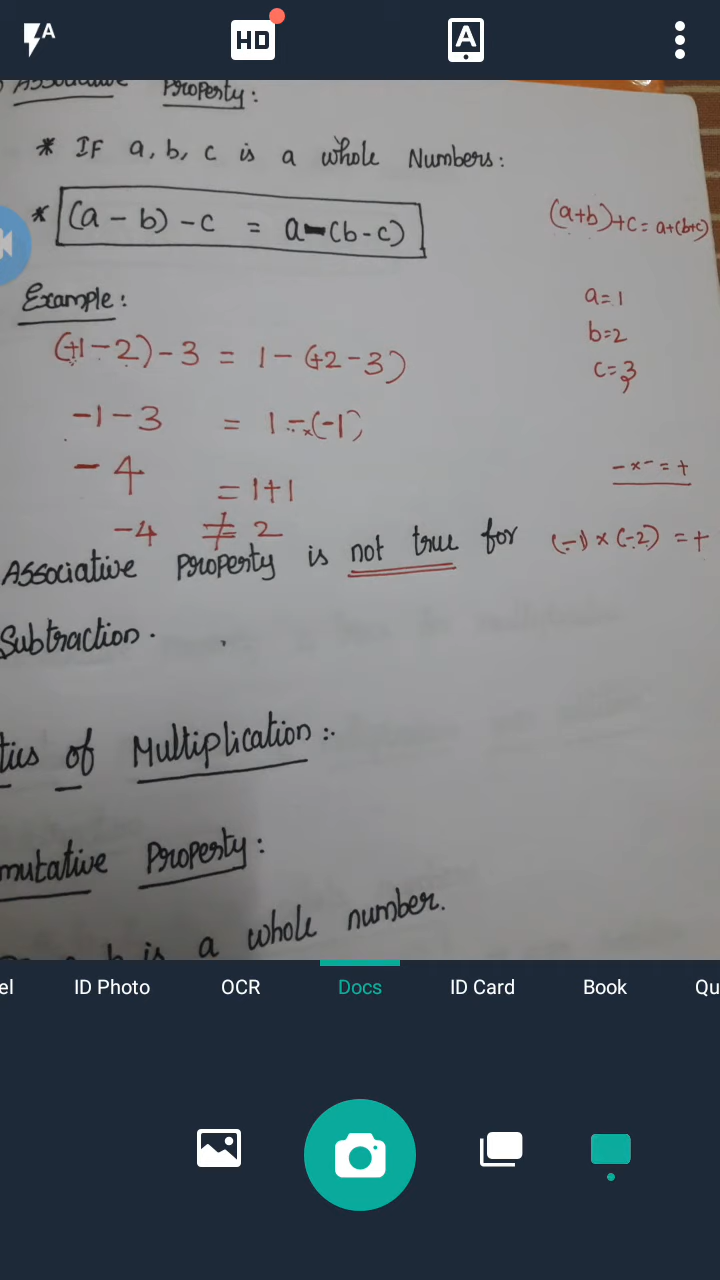 A
HD
A
Associative Property:
* IF a, b, c is a whole Numbers:
* (a - b) - c = a - (b - c)
(a+b)+c = a+(b+c)
Example:
a=1
b=2
c=3
(+1-2)-3 = 1-(+2-3)
-1-3 = 1-(-1)
-4 = 1+1
-x- = +
-4 ≠ 2
Associative Property is not true for
(-1) x (-2) = +
Subtraction.
of Multiplication:
Property:
b is a whole number.
ID Photo
OCR
Docs
ID Card
Book